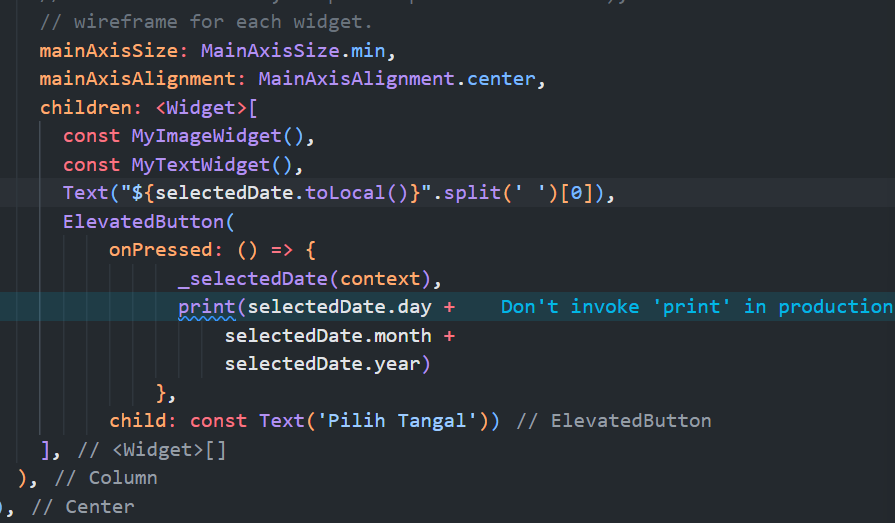 // wireframe for each widget.
mainAxisSize: MainAxisSize.min,
mainAxisAlignment: MainAxisAlignment.center,
children: <Widget>[
const MyImageWidget(),
const MyTextWidget(),
Text("${selectedDate.toLocal()}".split(' ')[0]),
ElevatedButton(
onPressed: () => {
_selectedDate(context),
print(selectedDate.day + Don't invoke 'print' in production
selectedDate.month +
selectedDate.year)
},
child: const Text('Pilih Tangal')) // ElevatedButton
], // <Widget>[]
), // Column
), // Center